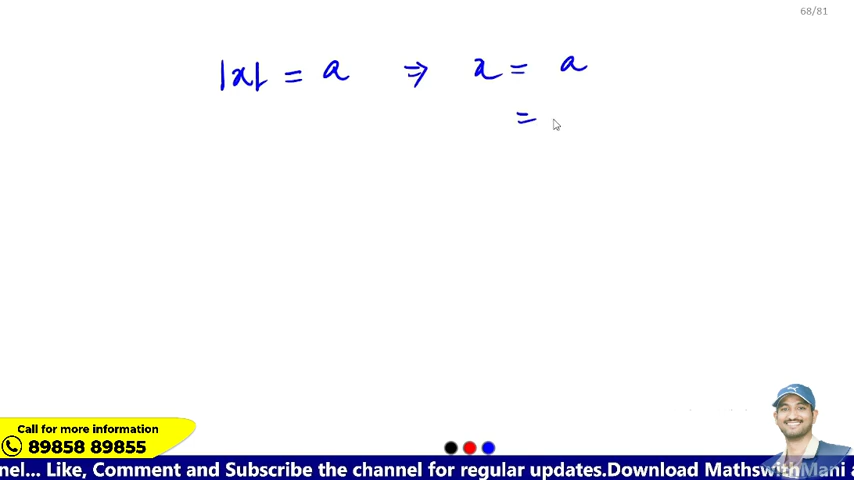 68/81
|x| = a ⇒ x = a
=
Call for more information
89858 89855
nel... Like, Comment and Subscribe the channel for regular updates.Download MathswithMani a